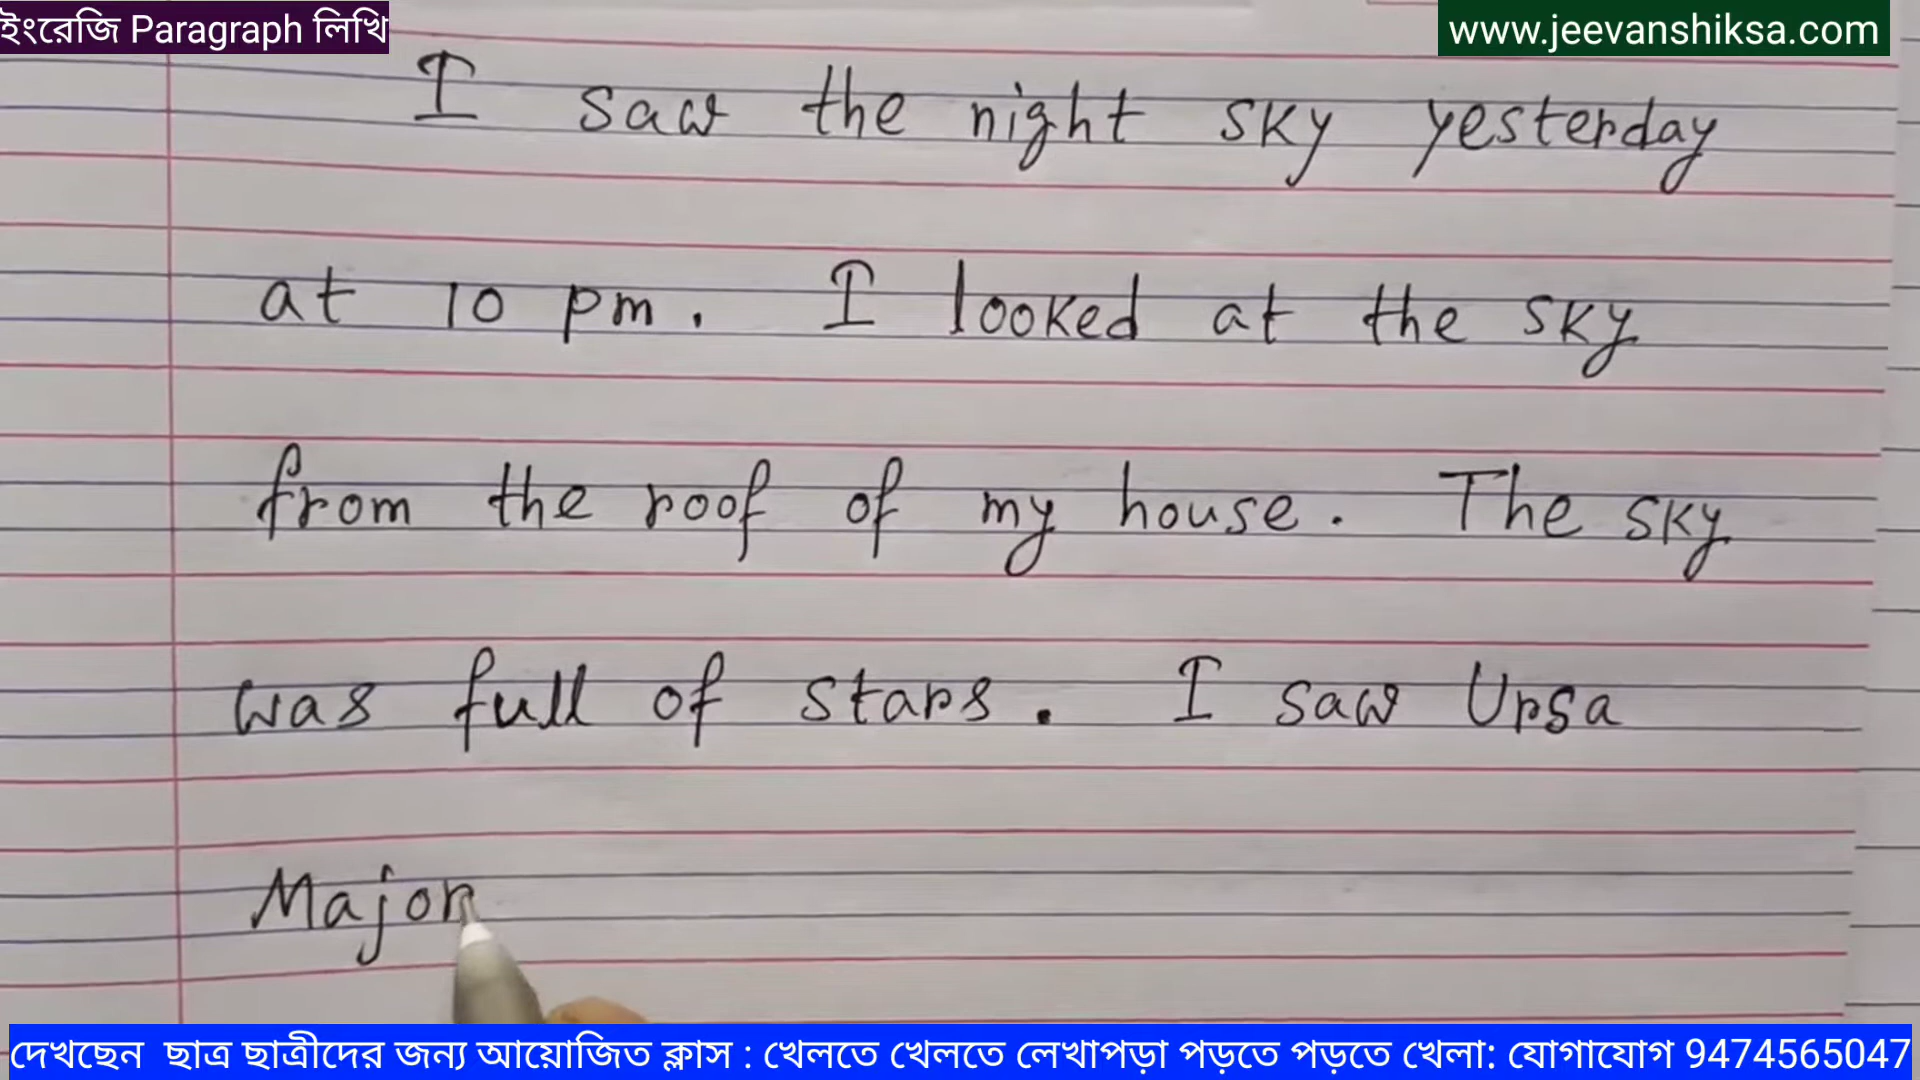 ইংরেজি Paragraph লিখি
www.jeevanshiksa.com
I saw the night sky yesterday
at 10 pm. I looked at the sky
from the roof of my house. The sky
was full of stars. I saw Ursa
Major
দেখছেন ছাত্র ছাত্রীদের জন্য আয়োজিত ক্লাস : খেলতে খেলতে লেখাপড়া পড়তে পড়তে খেলা: যোগাযোগ 9474565047